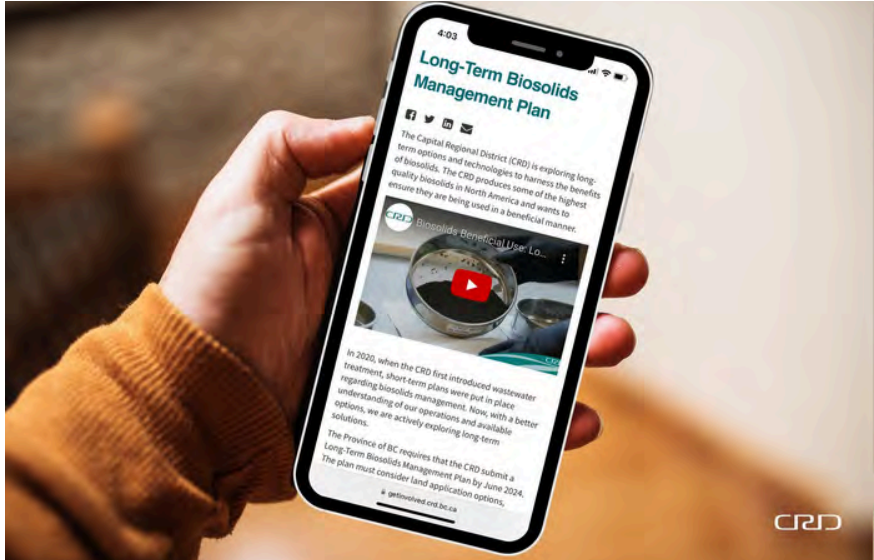 4:03
Long-Term Biosolids
Management Plan
The Capital Regional District (CRD) is exploring long-
term options and technologies to harness the benefits
of biosolids. The CRD produces some of the highest
quality biosolids in North America and wants to
ensure they are being used in a beneficial manner.
CRD
Biosolids Beneficial Use: Lo...
CRD
In 2020, when the CRD first introduced wastewater
treatment, short-term plans were put in place
regarding biosolids management. Now, with a better
understanding of our operations and available
options, we are actively exploring long-term
solutions.
The Province of BC requires that the CRD submit a
Long-Term Biosolids Management Plan by June 2024.
The plan must consider land application options,
getinvolved.crd.bc.ca
CRD